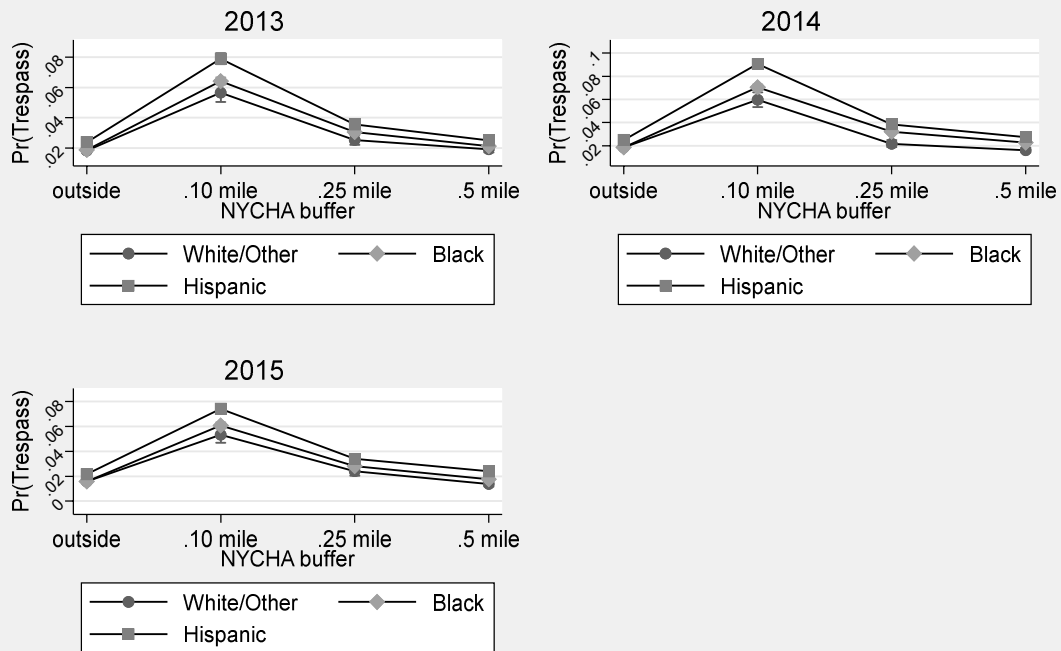 2013
Pr(Trespass)
.08
.06
.04
.02
outside .10 mile .25 mile .5 mile
NYCHA buffer
White/Other Black
Hispanic
2014
Pr(Trespass)
.1
.08
.06
.04
.02
outside .10 mile .25 mile .5 mile
NYCHA buffer
White/Other Black
Hispanic
2015
Pr(Trespass)
.08
.06
.04
.02
0
outside .10 mile .25 mile .5 mile
NYCHA buffer
White/Other Black
Hispanic